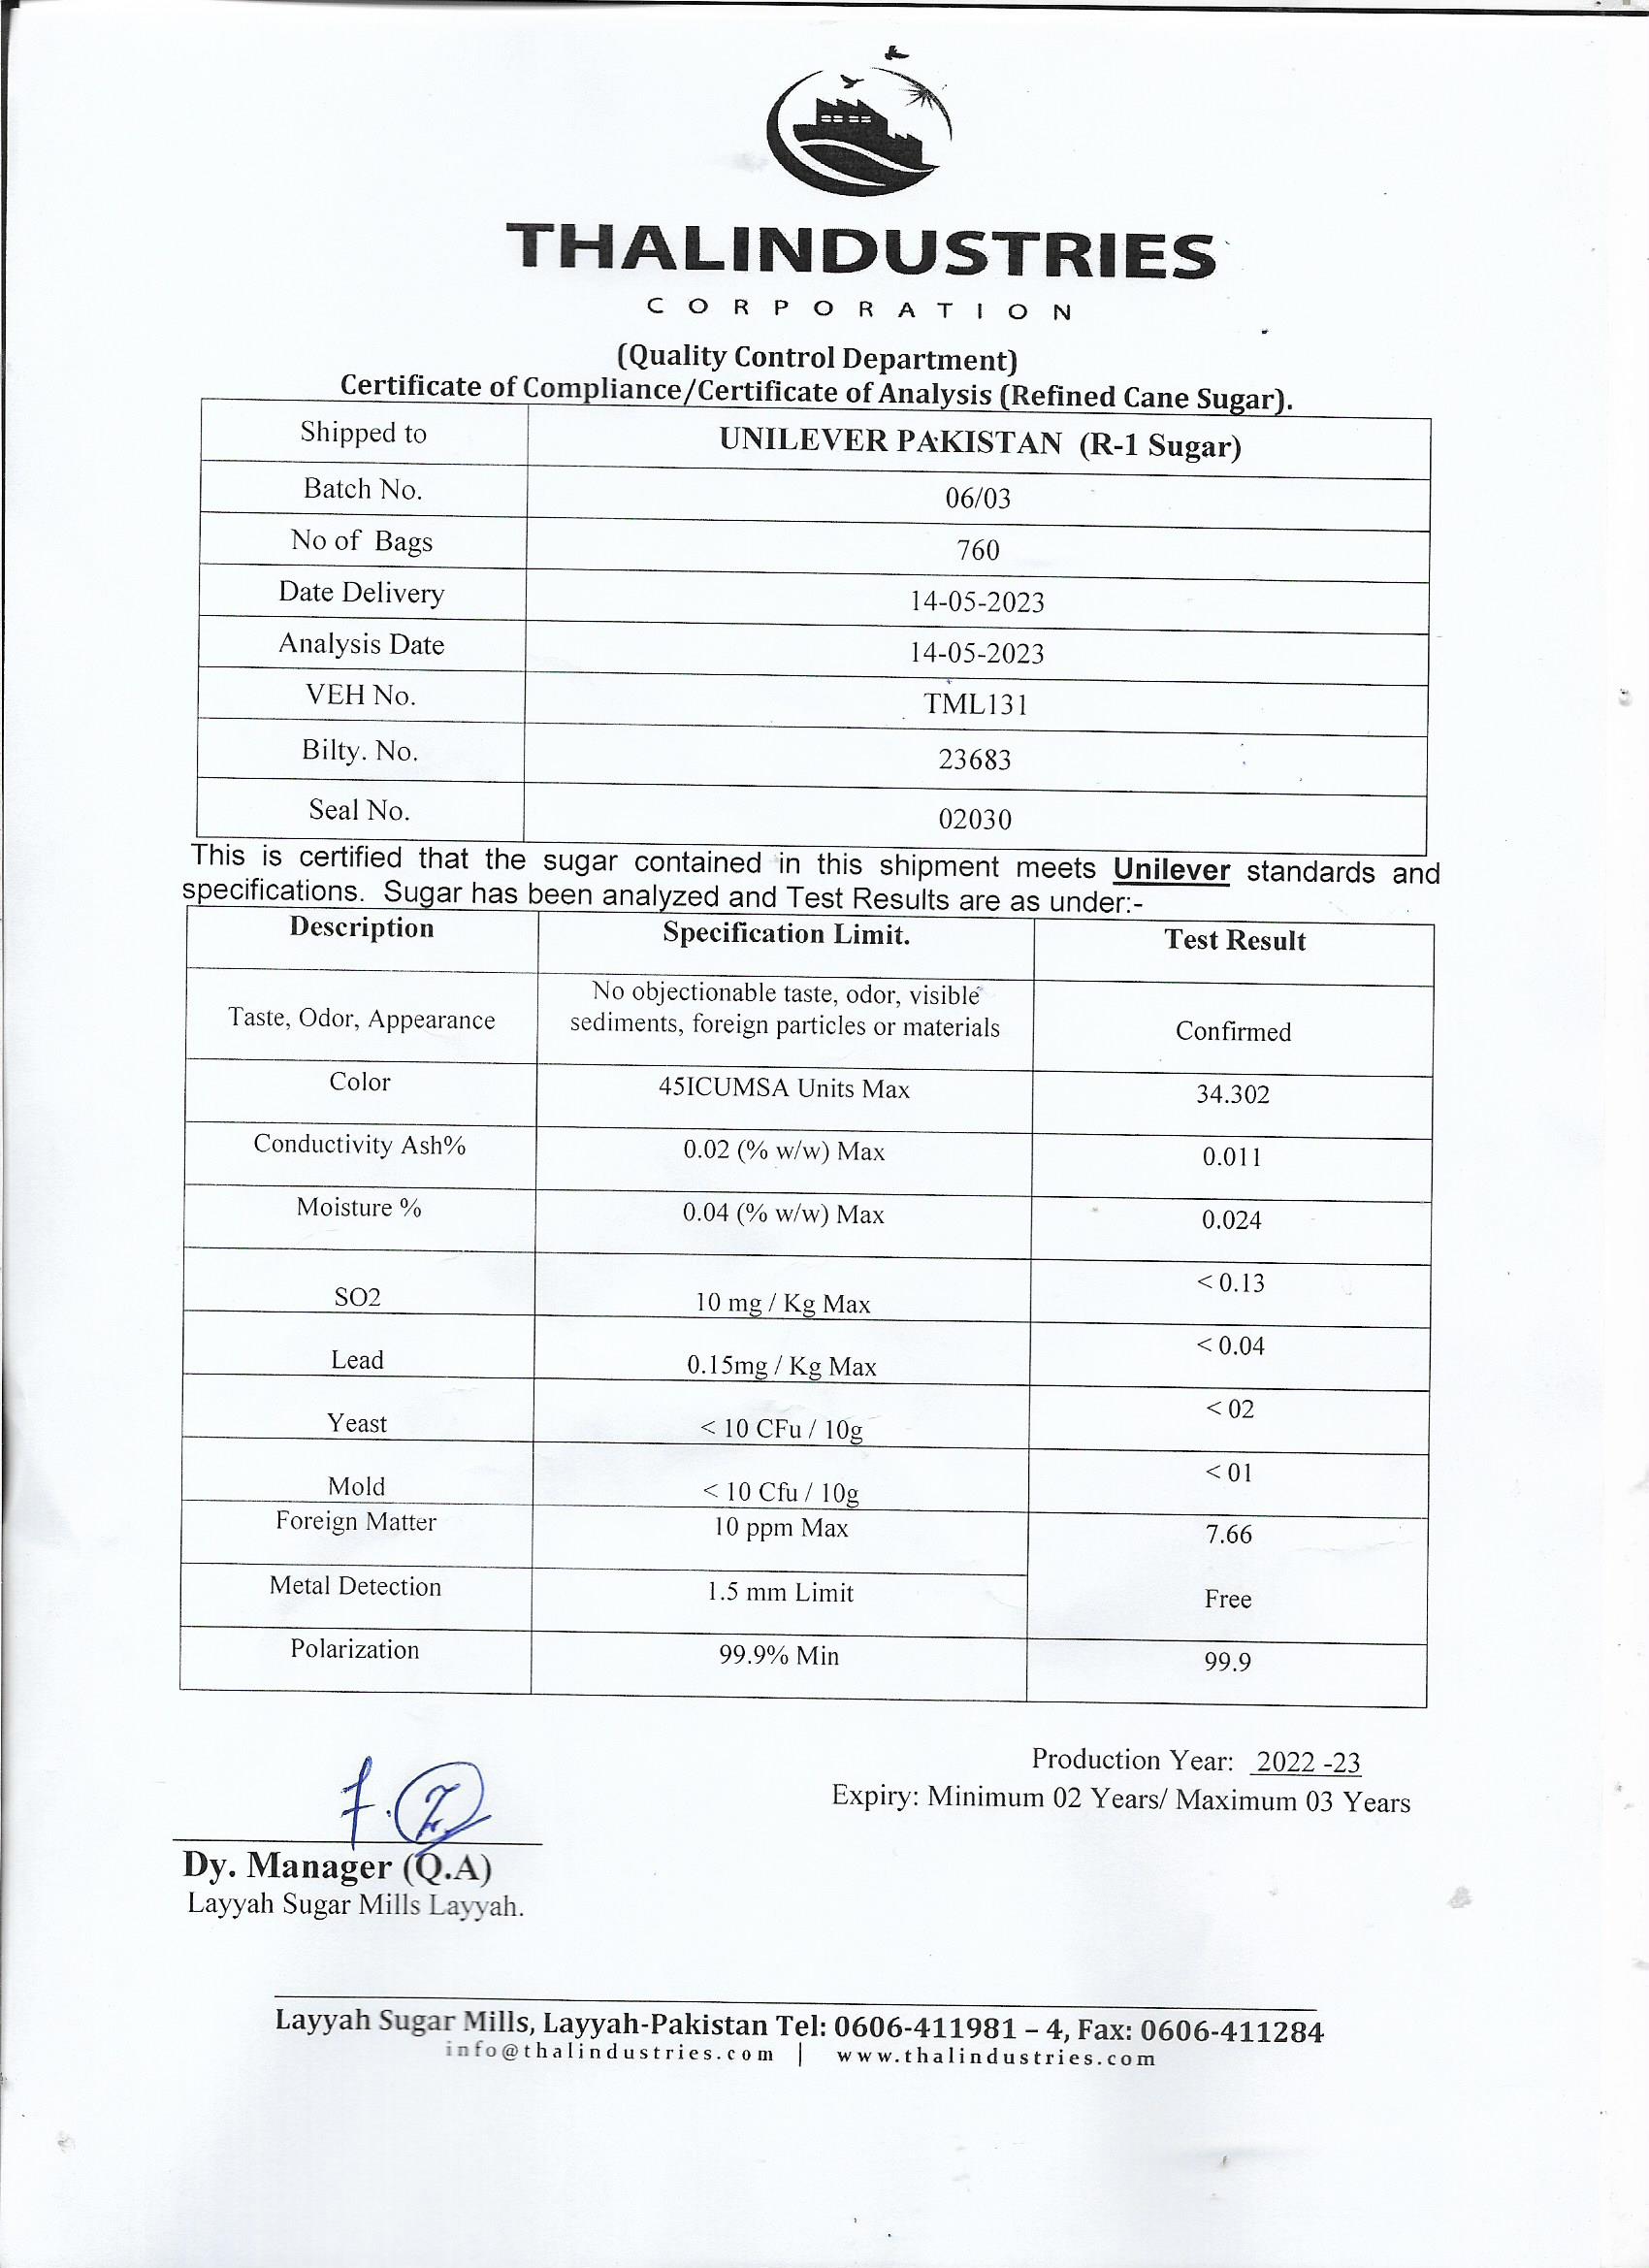 THALINDUSTRIES
CORPORATION
(Quality Control Department)
Certificate of Compliance/Certificate of Analysis (Refined Cane Sugar).
Shipped to UNILEVER PAKISTAN (R-1 Sugar)
Batch No. 06/03
No of Bags 760
Date Delivery 14-05-2023
Analysis Date 14-05-2023
VEH No. TML131
Bilty. No. 23683
Seal No. 02030
This is certified that the sugar contained in this shipment meets Unilever standards and
specifications. Sugar has been analyzed and Test Results are as under:-
Description Specification Limit. Test Result
Taste, Odor, Appearance No objectionable taste, odor, visible
sediments, foreign particles or materials Confirmed
Color 45ICUMSA Units Max 34.302
Conductivity Ash% 0.02 (% w/w) Max 0.011
Moisture % 0.04 (% w/w) Max 0.024
SO2 10 mg / Kg Max < 0.13
Lead 0.15mg / Kg Max < 0.04
Yeast < 10 CFu / 10g < 02
Mold < 10 Cfu / 10g < 01
Foreign Matter 10 ppm Max 7.66
Metal Detection 1.5 mm Limit Free
Polarization 99.9% Min 99.9
Production Year: 2022 -23
Expiry: Minimum 02 Years/ Maximum 03 Years
Dy. Manager (Q.A)
Layyah Sugar Mills Layyah.
Layyah Sugar Mills, Layyah-Pakistan Tel: 0606-411981 – 4, Fax: 0606-411284
info@thalindustries.com | www.thalindustries.com